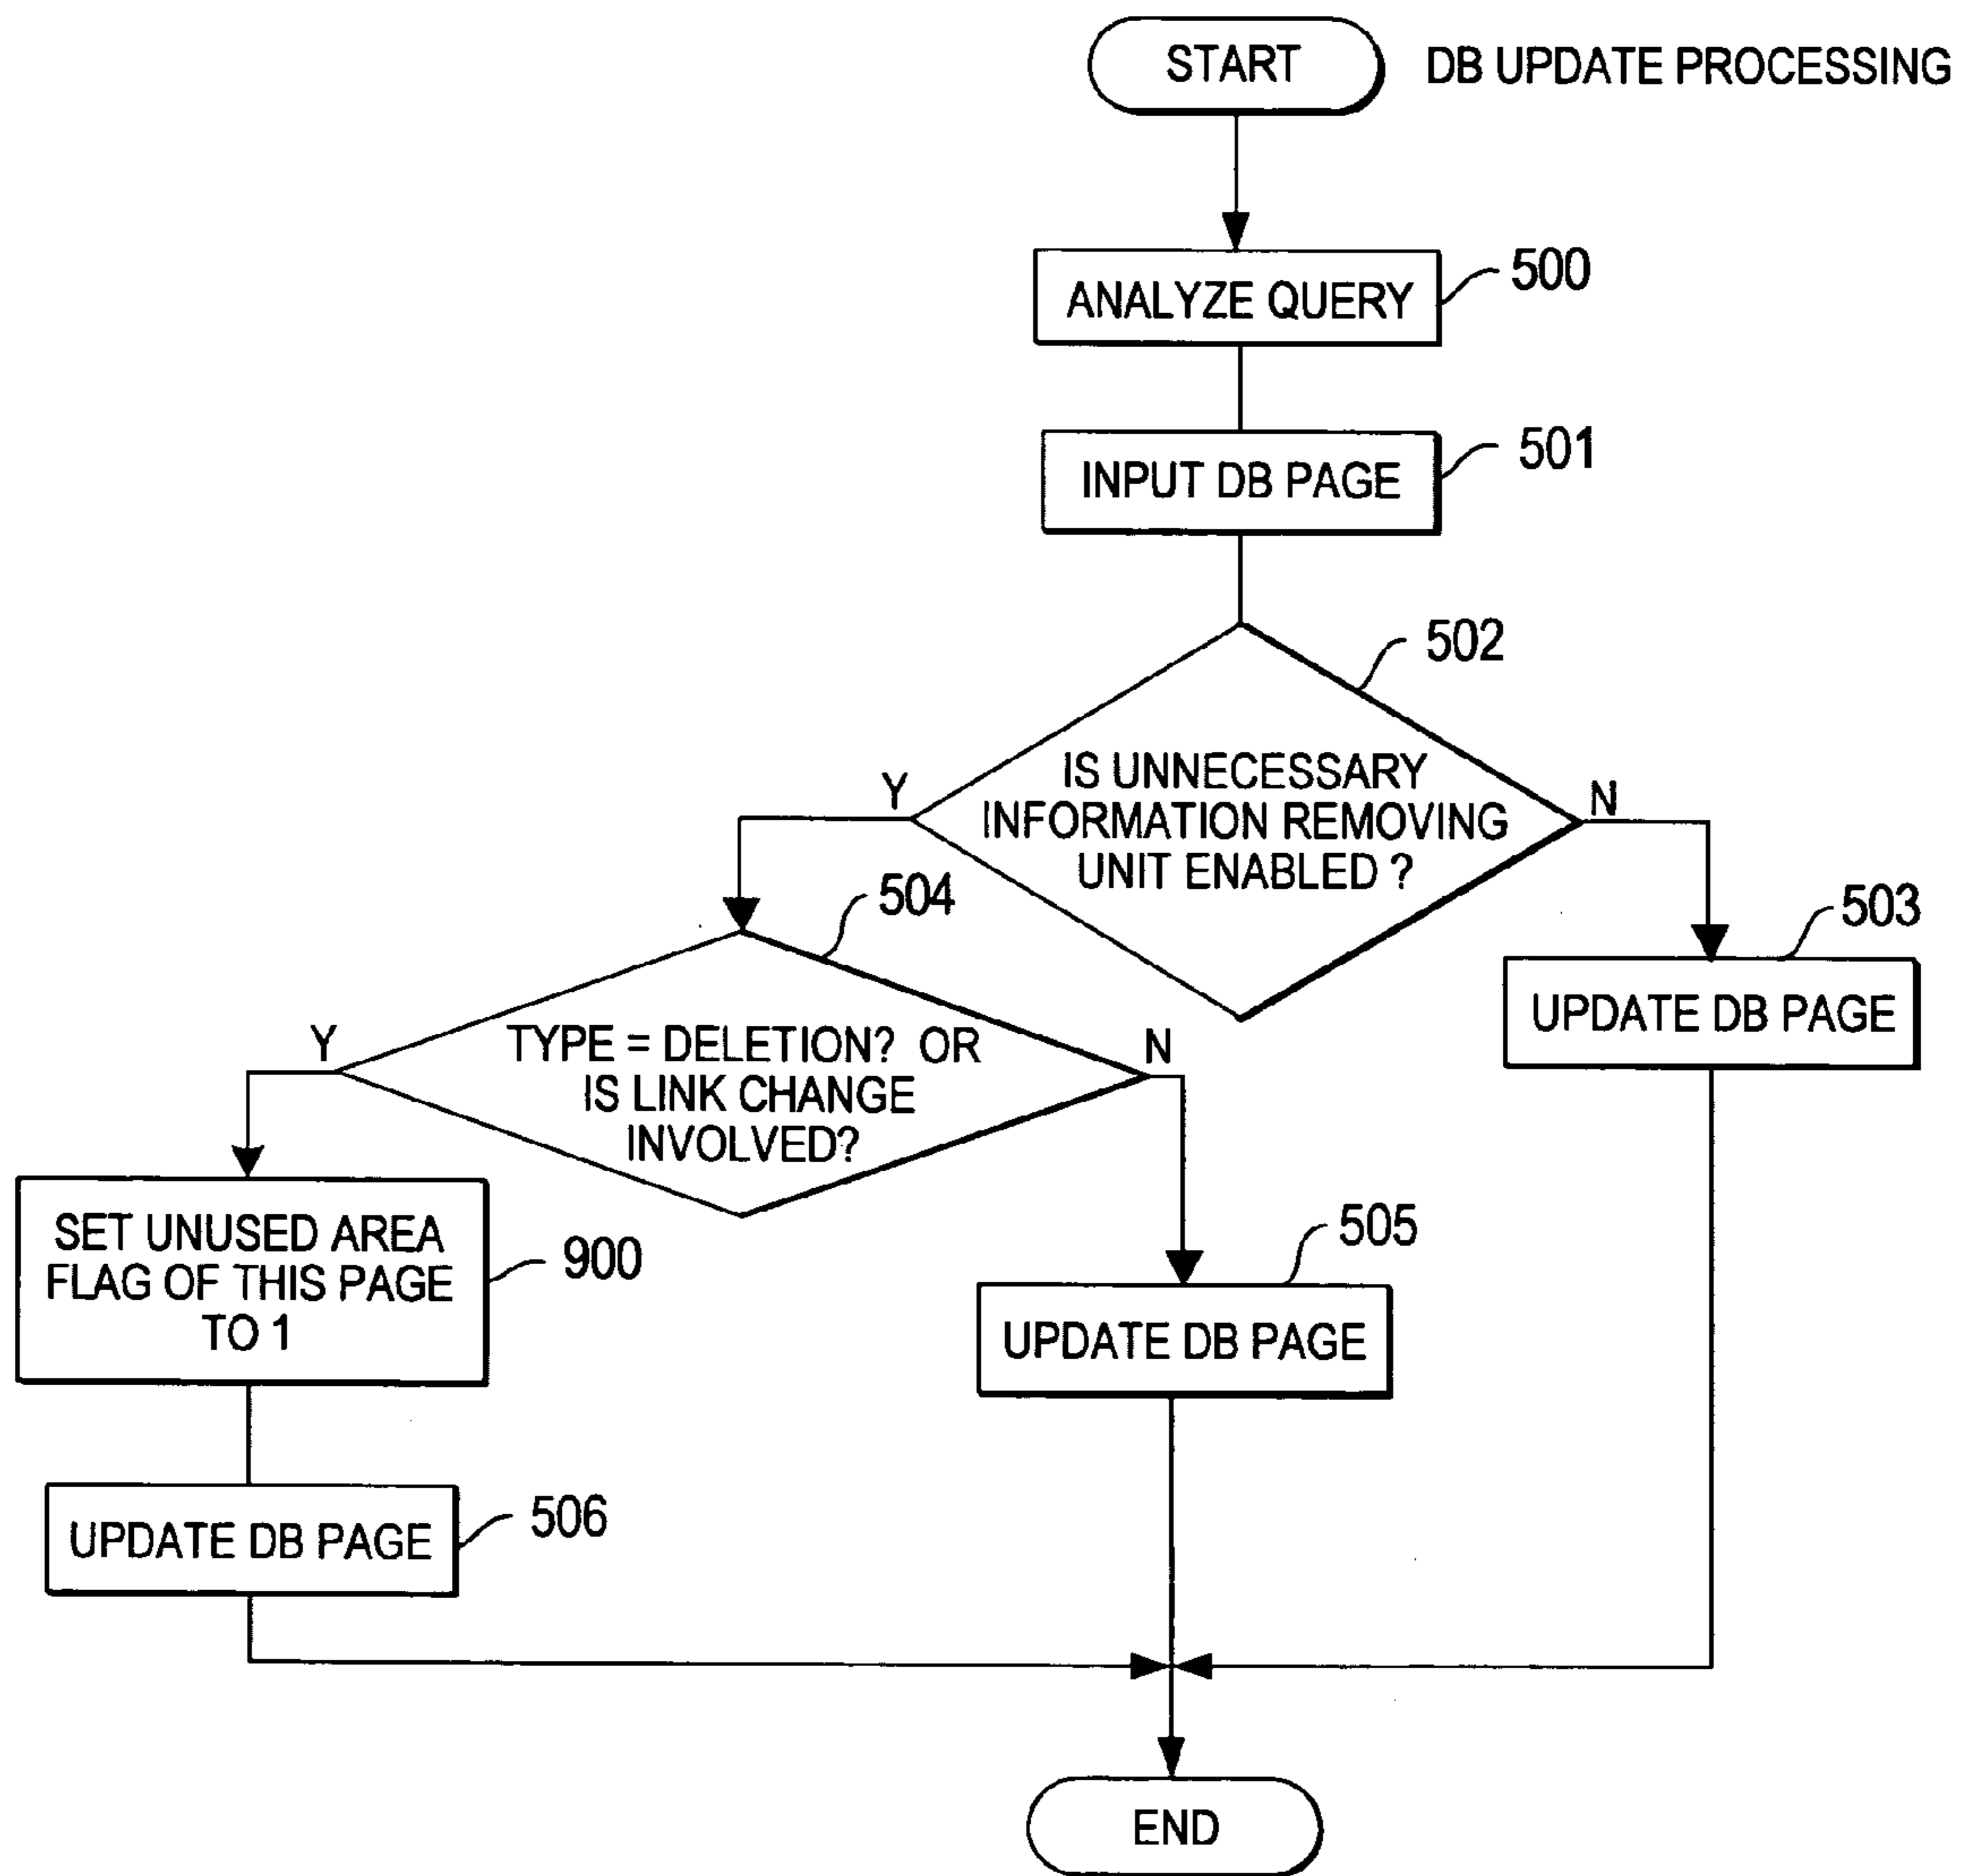 START
DB UPDATE PROCESSING
ANALYZE QUERY
500
INPUT DB PAGE
501
502
IS UNNECESSARY
INFORMATION REMOVING
UNIT ENABLED ?
Y
N
504
503
UPDATE DB PAGE
TYPE = DELETION? OR
IS LINK CHANGE
INVOLVED?
Y
N
SET UNUSED AREA
FLAG OF THIS PAGE
TO 1
900
505
UPDATE DB PAGE
UPDATE DB PAGE
506
END